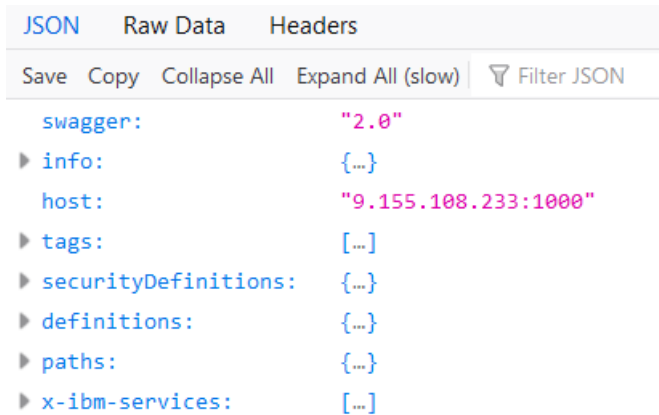 JSON Raw Data Headers
Save Copy Collapse All Expand All (slow) Filter JSON
swagger: "2.0"
info: {…}
host: "9.155.108.233:1000"
tags: […]
securityDefinitions: {…}
definitions: {…}
paths: {…}
x-ibm-services: […]